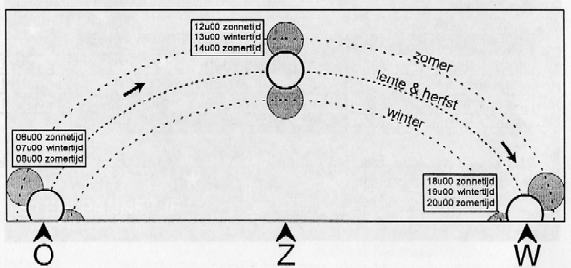 12u00 zonnetijd
13u00 wintertijd
14u00 zomertijd
zomer
lente & herfst
winter
06u00 zonnetijd
07u00 wintertijd
08u00 zomertijd
18u00 zonnetijd
19u00 wintertijd
20u00 zomertijd
O
Z
W